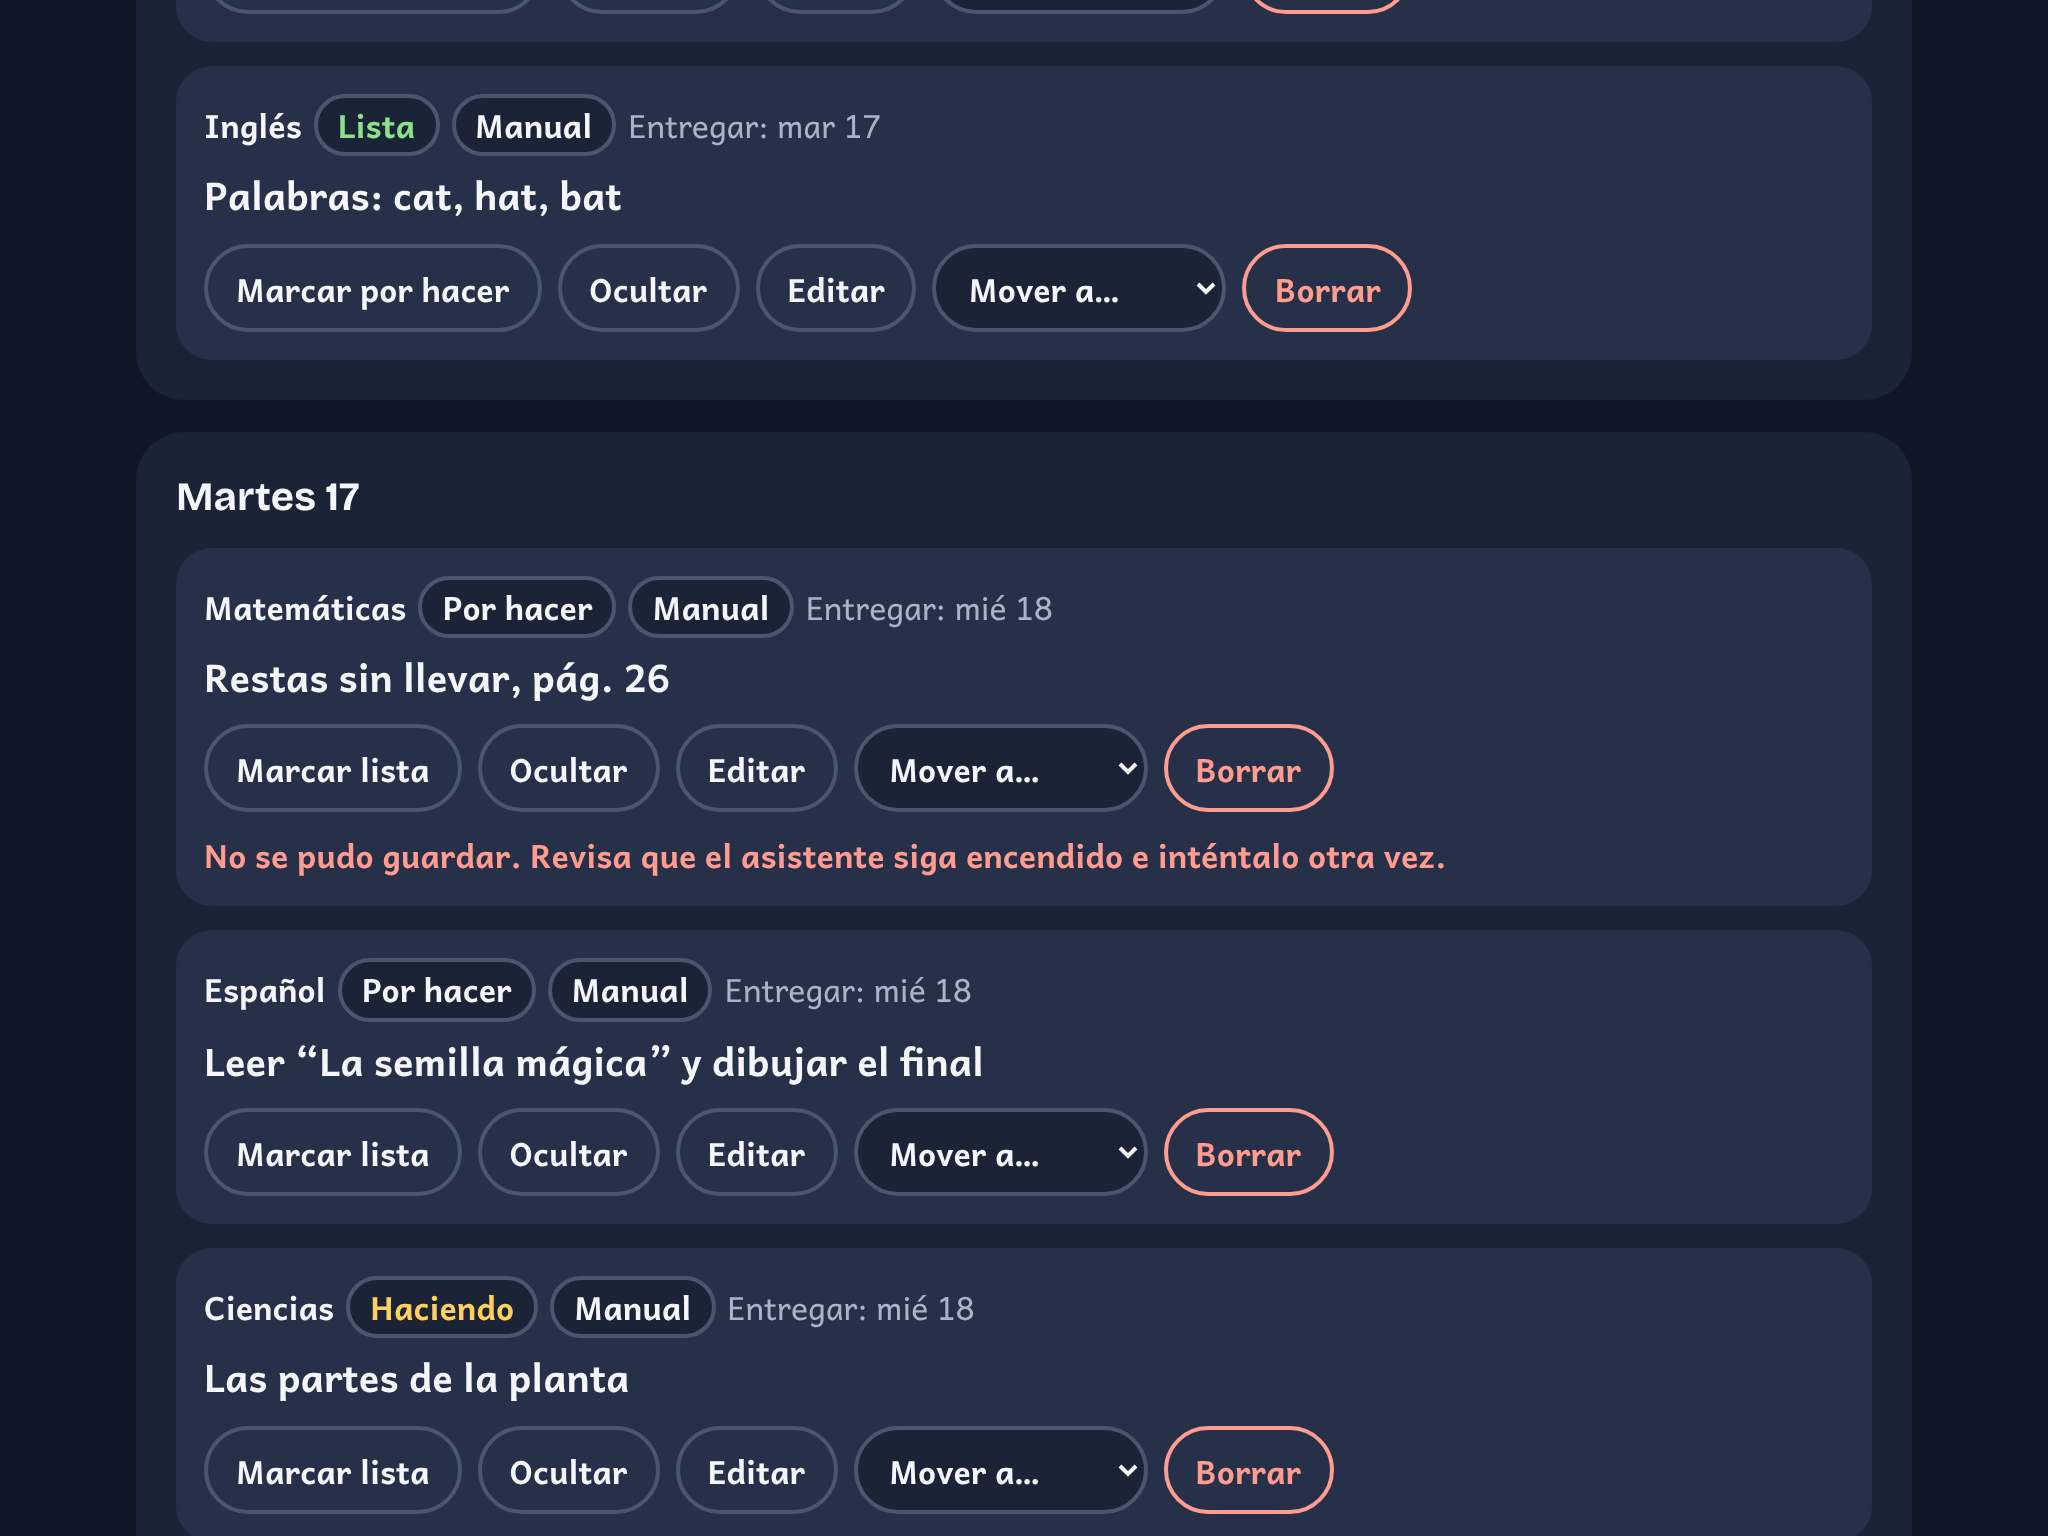 Inglés Lista Manual Entregar: mar 17
Palabras: cat, hat, bat
Marcar por hacer Ocultar Editar Mover a... Borrar
Martes 17
Matemáticas Por hacer Manual Entregar: mié 18
Restas sin llevar, pág. 26
Marcar lista Ocultar Editar Mover a... Borrar
No se pudo guardar. Revisa que el asistente siga encendido e inténtalo otra vez.
Español Por hacer Manual Entregar: mié 18
Leer “La semilla mágica” y dibujar el final
Marcar lista Ocultar Editar Mover a... Borrar
Ciencias Haciendo Manual Entregar: mié 18
Las partes de la planta
Marcar lista Ocultar Editar Mover a... Borrar